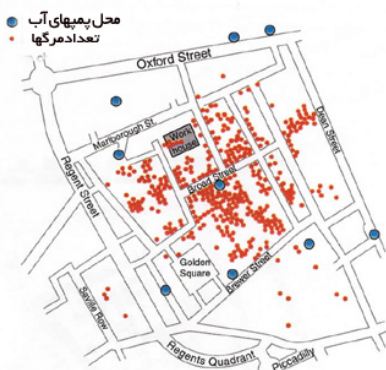 محل پمپهای آب
تعداد مرگها
Oxford Street
Marlborough St.
Work
house
Dean Street
Regent Street
Broad Street
Golden
Square
Brewer Street
Saville Row
Regents Quadrant
Piccadilly